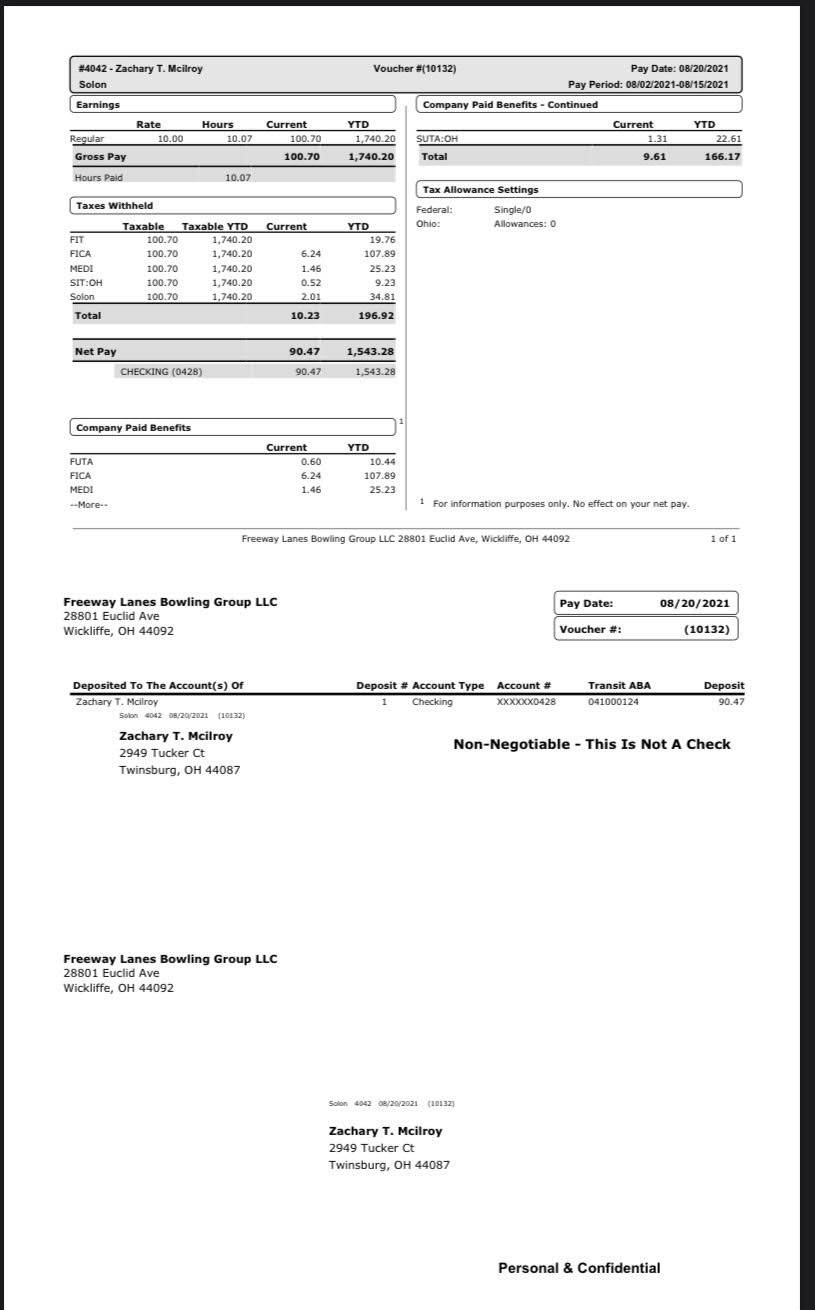 #4042 - Zachary T. Mcilroy Voucher #(10132) Pay Date: 08/20/2021
Solon Pay Period: 08/02/2021-08/15/2021
Earnings
Rate Hours Current YTD
Regular 10.00 10.07 100.70 1,740.20
Gross Pay 100.70 1,740.20
Hours Paid 10.07
Taxes Withheld
Taxable Taxable YTD Current YTD
FIT 100.70 1,740.20 19.76
FICA 100.70 1,740.20 6.24 107.89
MEDI 100.70 1,740.20 1.46 25.23
SIT:OH 100.70 1,740.20 0.52 9.23
Solon 100.70 1,740.20 2.01 34.81
Total 10.23 196.92
Net Pay 90.47 1,543.28
CHECKING (0428) 90.47 1,543.28
Company Paid Benefits 1
Current YTD
FUTA 0.60 10.44
FICA 6.24 107.89
MEDI 1.46 25.23
--More--
Company Paid Benefits - Continued
Current YTD
SUTA:OH 1.31 22.61
Total 9.61 166.17
Tax Allowance Settings
Federal: Single/0
Ohio: Allowances: 0
1 For information purposes only. No effect on your net pay.
Freeway Lanes Bowling Group LLC 28801 Euclid Ave, Wickliffe, OH 44092 1 of 1
Freeway Lanes Bowling Group LLC
28801 Euclid Ave
Wickliffe, OH 44092
Pay Date: 08/20/2021
Voucher #: (10132)
Deposited To The Account(s) Of Deposit # Account Type Account # Transit ABA Deposit
Zachary T. Mcilroy 1 Checking XXXXXX0428 041000124 90.47
Solon 4042 08/20/2021 (10132)
Zachary T. Mcilroy
2949 Tucker Ct
Twinsburg, OH 44087
Non-Negotiable - This Is Not A Check
Freeway Lanes Bowling Group LLC
28801 Euclid Ave
Wickliffe, OH 44092
Solon 4042 08/20/2021 (10132)
Zachary T. Mcilroy
2949 Tucker Ct
Twinsburg, OH 44087
Personal & Confidential